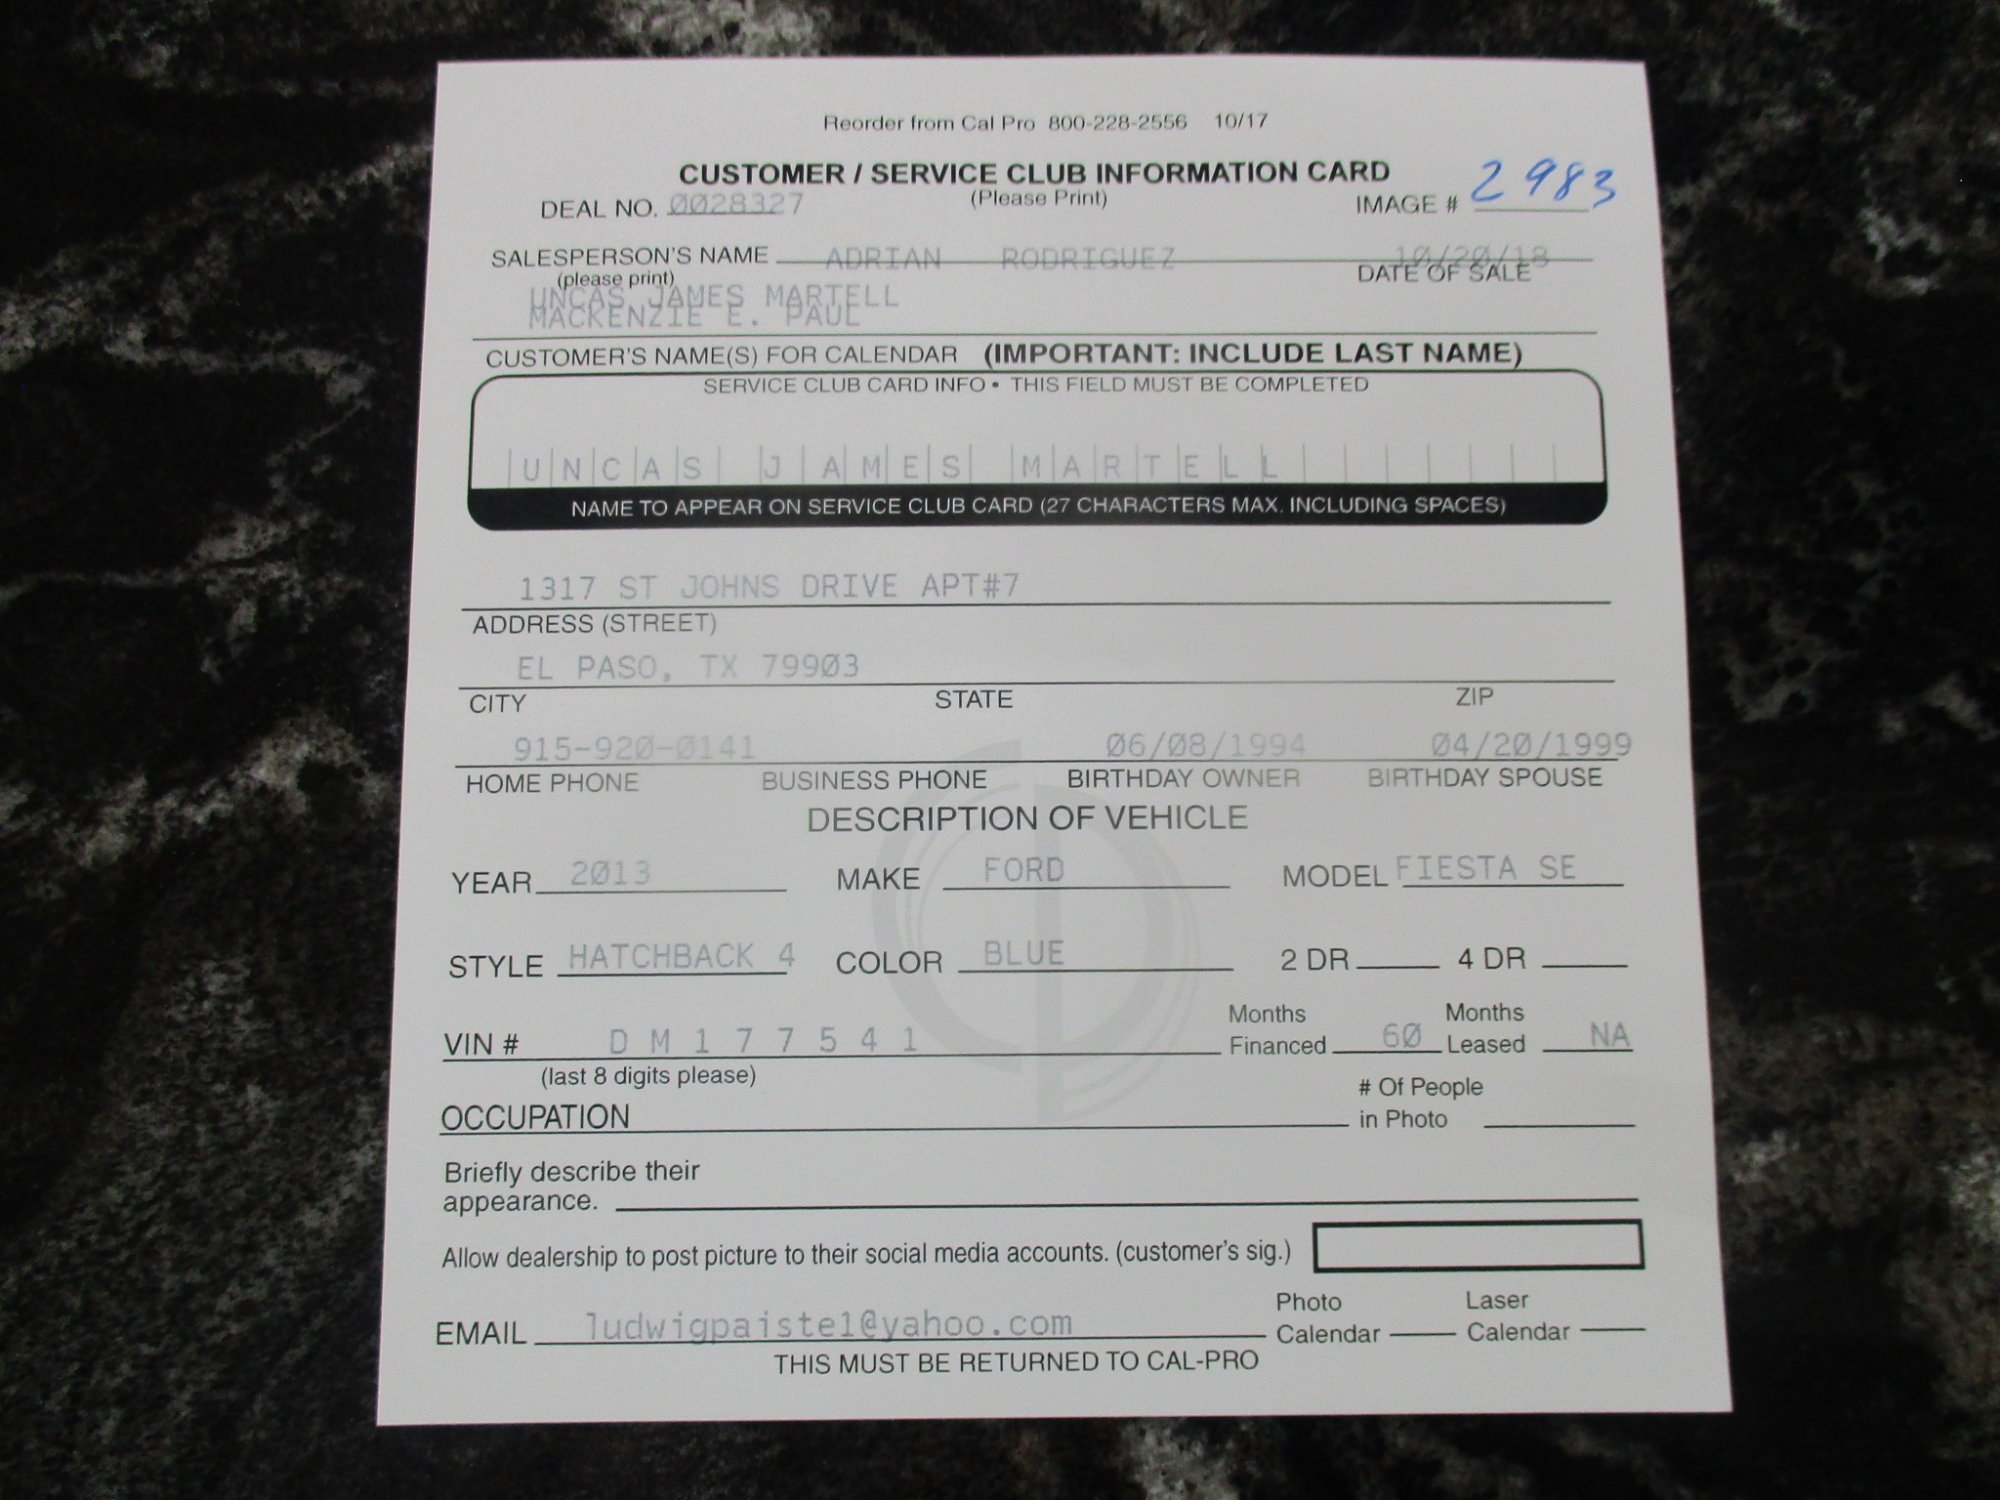 Reorder from Cal Pro 800-228-2556 10/17
CUSTOMER / SERVICE CLUB INFORMATION CARD
(Please Print)
DEAL NO. 0028327 IMAGE # 2983
SALESPERSON'S NAME ADRIAN RODRIGUEZ 10/20/18
(please print) DATE OF SALE
UNCAS JAMES MARTELL
MACKENZIE E. PAUL
CUSTOMER'S NAME(S) FOR CALENDAR (IMPORTANT: INCLUDE LAST NAME)
SERVICE CLUB CARD INFO • THIS FIELD MUST BE COMPLETED
UNCAS JAMES MARTELL
NAME TO APPEAR ON SERVICE CLUB CARD (27 CHARACTERS MAX. INCLUDING SPACES)
1317 ST JOHNS DRIVE APT#7
ADDRESS (STREET)
EL PASO, TX 79903
CITY STATE ZIP
915-920-0141 06/08/1994 04/20/1999
HOME PHONE BUSINESS PHONE BIRTHDAY OWNER BIRTHDAY SPOUSE
DESCRIPTION OF VEHICLE
YEAR 2013 MAKE FORD MODEL FIESTA SE
STYLE HATCHBACK 4 COLOR BLUE 2 DR 4 DR
VIN # D M 1 7 7 5 4 1 Months Financed 60 Months Leased NA
(last 8 digits please)
OCCUPATION # Of People in Photo
Briefly describe their
appearance.
Allow dealership to post picture to their social media accounts. (customer's sig.)
EMAIL ludwigpaiste1@yahoo.com Photo Calendar Laser Calendar
THIS MUST BE RETURNED TO CAL-PRO